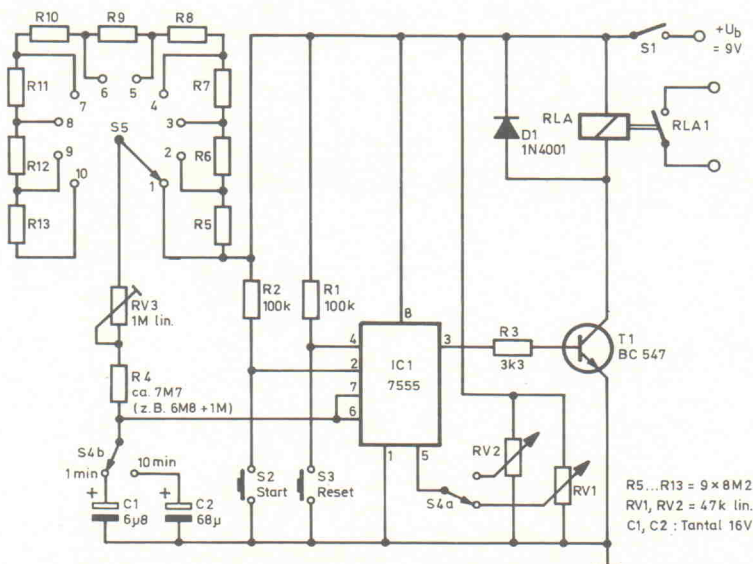 R10
R9
R8
+Ub
= 9V
S1
R11
R7
7
6
5
4
8
3
S5
R12
9
10
2
R6
1
R13
R5
D1
1N4001
RLA
RLA1
R2
100k
R1
100k
RV3
1M lin.
8
4
2
7
6
IC1
7555
3
R3
3k3
T1
BC 547
R4
ca. 7M7
(z.B. 6M8 +1M)
1
5
S4b
1min
10 min
S2
Start
S3
Reset
S4a
RV2
RV1
+
C1
6µ8
+
C2
68µ
R5...R13 = 9×8M2
RV1, RV2 = 47k lin.
C1, C2 : Tantal 16V